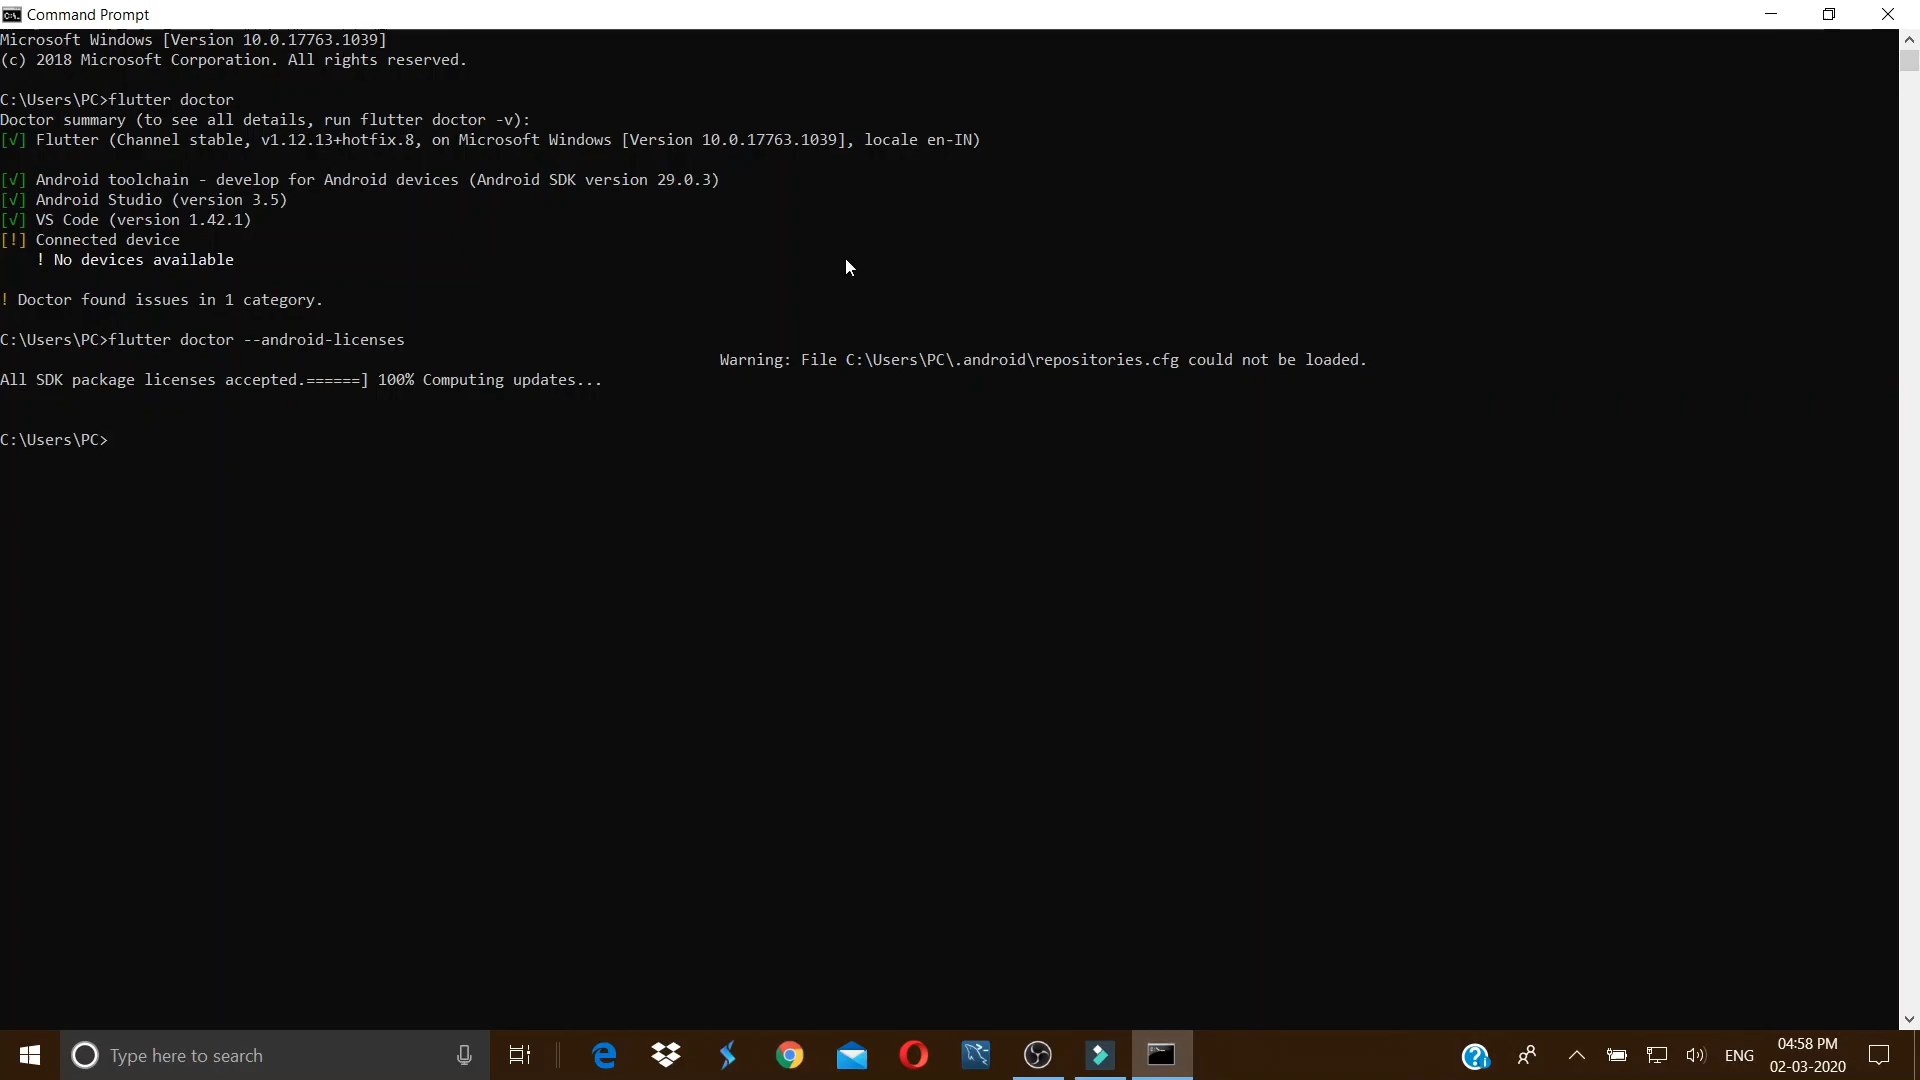 Command Prompt
Microsoft Windows [Version 10.0.17763.1039]
(c) 2018 Microsoft Corporation. All rights reserved.
C:\Users\PC>flutter doctor
Doctor summary (to see all details, run flutter doctor -v):
[√] Flutter (Channel stable, v1.12.13+hotfix.8, on Microsoft Windows [Version 10.0.17763.1039], locale en-IN)
[√] Android toolchain - develop for Android devices (Android SDK version 29.0.3)
[√] Android Studio (version 3.5)
[√] VS Code (version 1.42.1)
[!] Connected device
! No devices available
! Doctor found issues in 1 category.
C:\Users\PC>flutter doctor --android-licenses
Warning: File C:\Users\PC\.android\repositories.cfg could not be loaded.
All SDK package licenses accepted.======] 100% Computing updates...
C:\Users\PC>
Type here to search
ENG
04:58 PM
02-03-2020